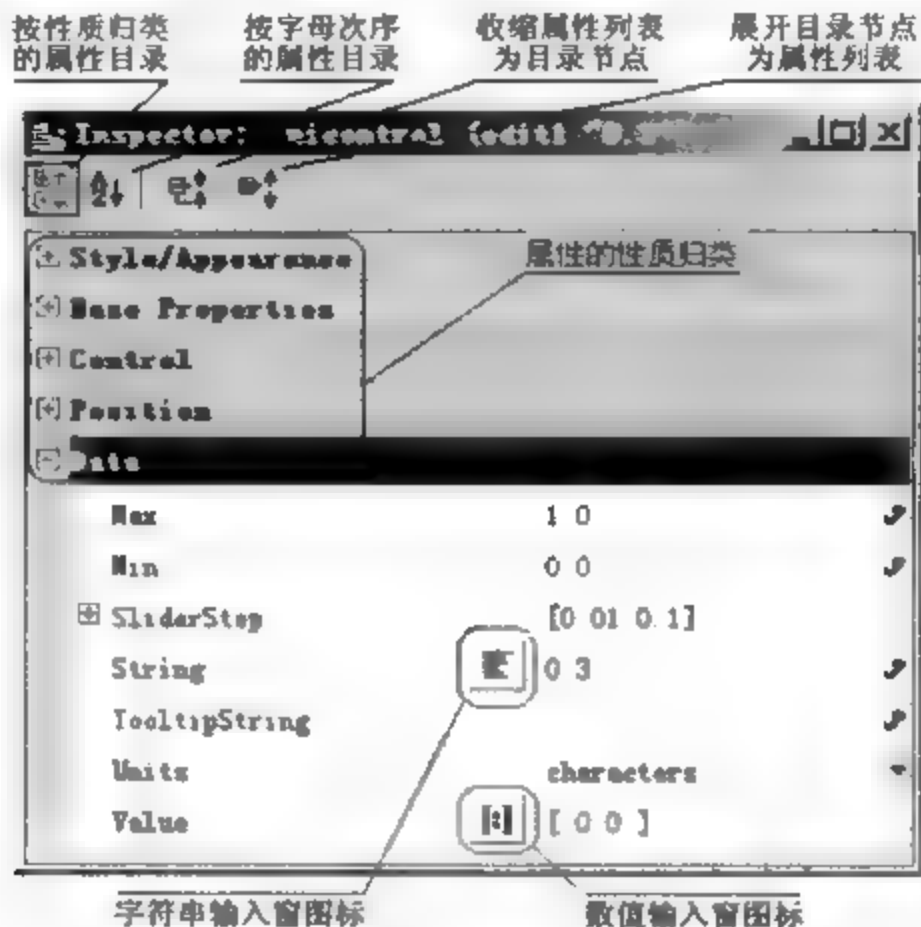 按性质归类
的属性目录
按字母次序
的属性目录
收缩属性列表
为目录节点
展开目录节点
为属性列表
Inspector: uicontrol (edit
属性的性质归类
Style/Appearance
Base Properties
Control
Position
Data
Max 1 0
Min 0 0
SliderStep [0 01 0.1]
String 0 3
TooltipString
Units characters
Value [ 0 0 ]
字符串输入窗图标
数值输入窗图标